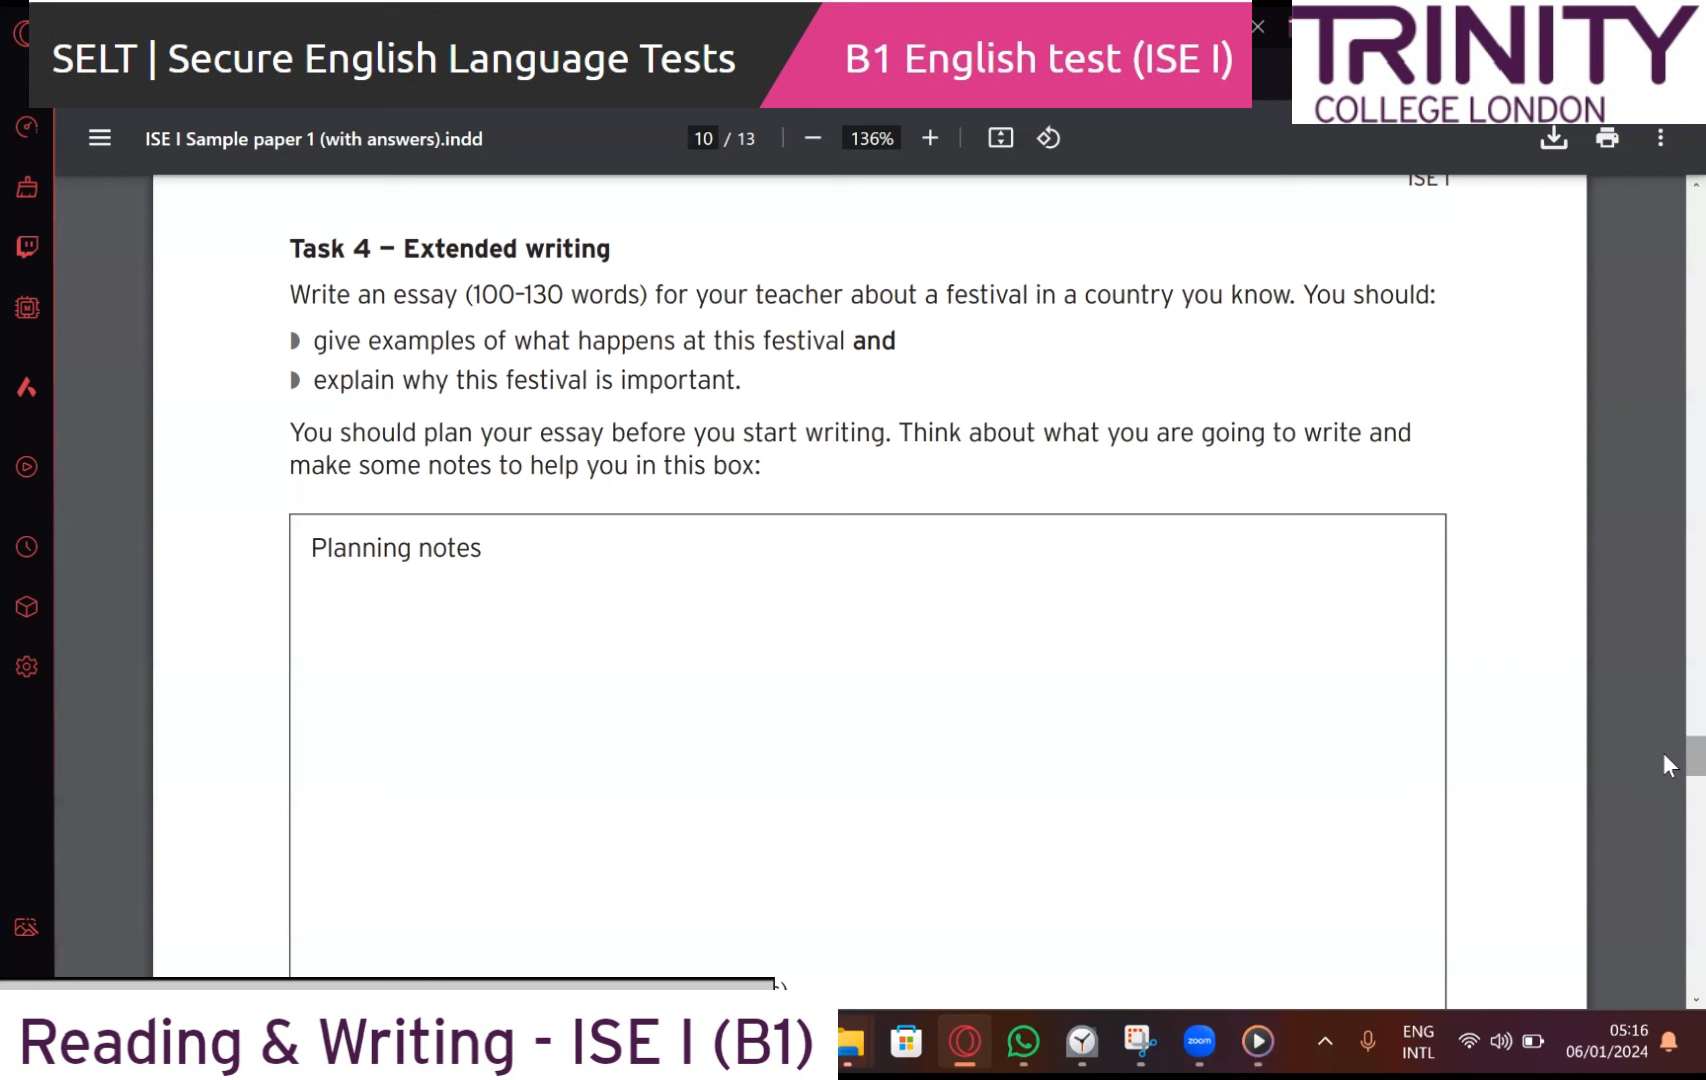 SELT | Secure English Language Tests
B1 English test (ISE I)
TRINITY
COLLEGE LONDON
ISE I Sample paper 1 (with answers).indd
10 / 13
136%
ISE I
Task 4 – Extended writing
Write an essay (100–130 words) for your teacher about a festival in a country you know. You should:
give examples of what happens at this festival and
explain why this festival is important.
You should plan your essay before you start writing. Think about what you are going to write and
make some notes to help you in this box:
Planning notes
Reading & Writing - ISE I (B1)
zoom
ENG
INTL
05:16
06/01/2024